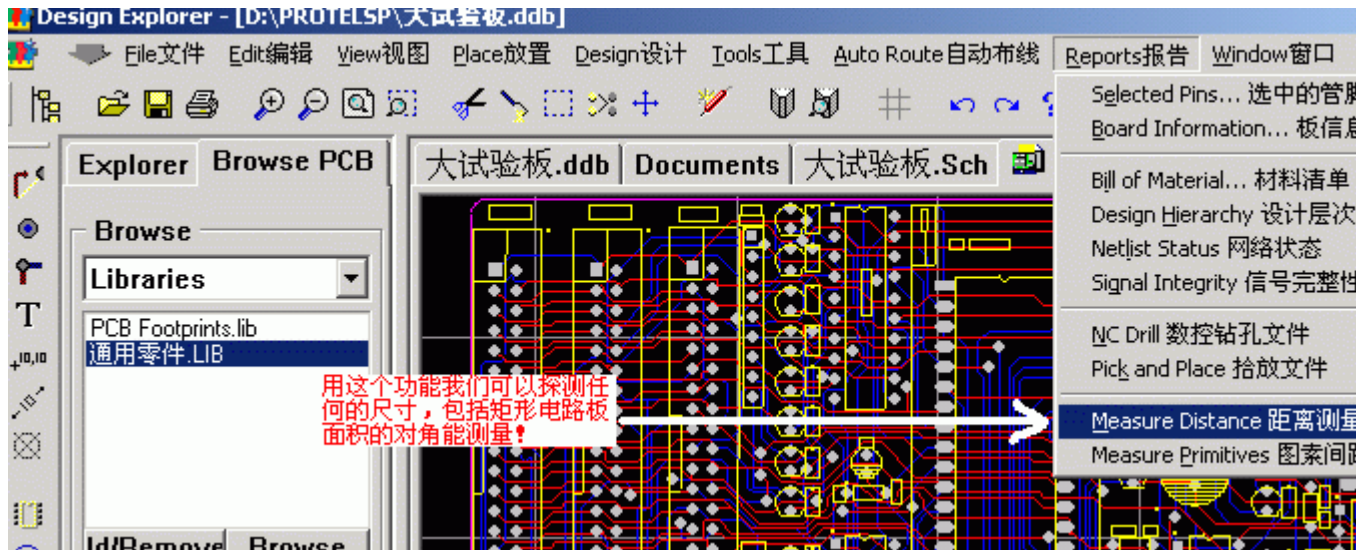 Design Explorer - [D:\PROTELSP\大试验板.ddb]
File文件 Edit编辑 View视图 Place放置 Design设计 Tools工具 Auto Route自动布线 Reports报告 Window窗口
Selected Pins... 选中的管脚
Board Information... 板信息
Explorer Browse PCB
大试验板.ddb Documents 大试验板.Sch
Bill of Material... 材料清单
Design Hierarchy 设计层次
Browse
Netlist Status 网络状态
Libraries
Signal Integrity 信号完整性
T
PCB Footprints.lib
NC Drill 数控钻孔文件
通用零件.LIB
+10,10
Pick and Place 拾放文件
用这个功能我们可以探测任
何的尺寸，包括矩形电路板
面积的对角能测量！
Measure Distance 距离测量
Measure Primitives 图素间距
Browse